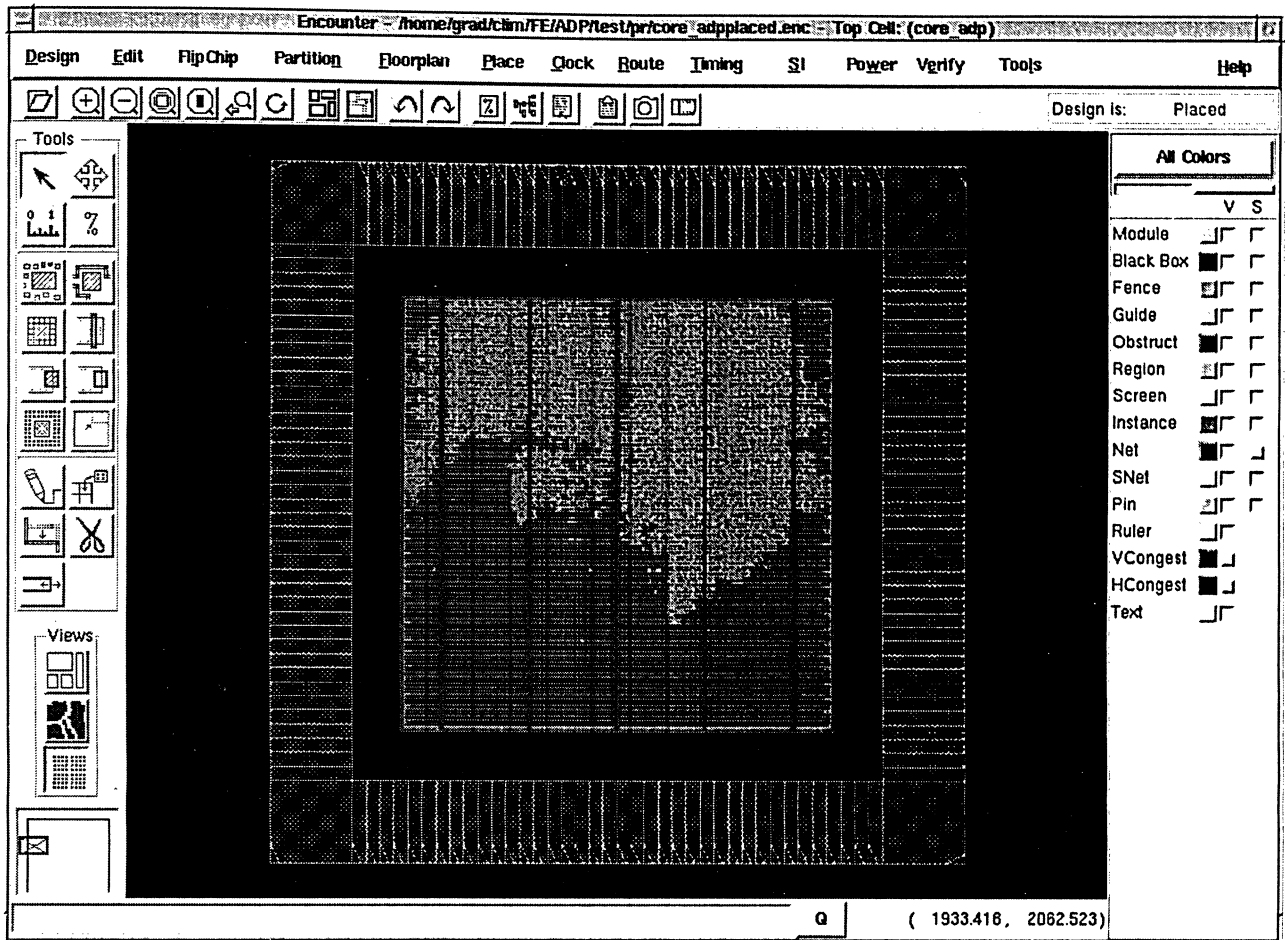 Encounter - /home/grad/clim/FE/ADP/test/pr/core_adpplaced.enc - Top Cell: (core_adp)
Design Edit FlipChip Partition Floorplan Place Clock Route Timing SI Power Verify Tools Help
Design is: Placed
Tools
All Colors
V S
0 1
%
Module
Black Box
Fence
Guide
Obstruct
Region
Screen
Instance
Net
SNet
Pin
Ruler
VCongest
HCongest
Text
Views
Q
( 1933.416, 2062.523)